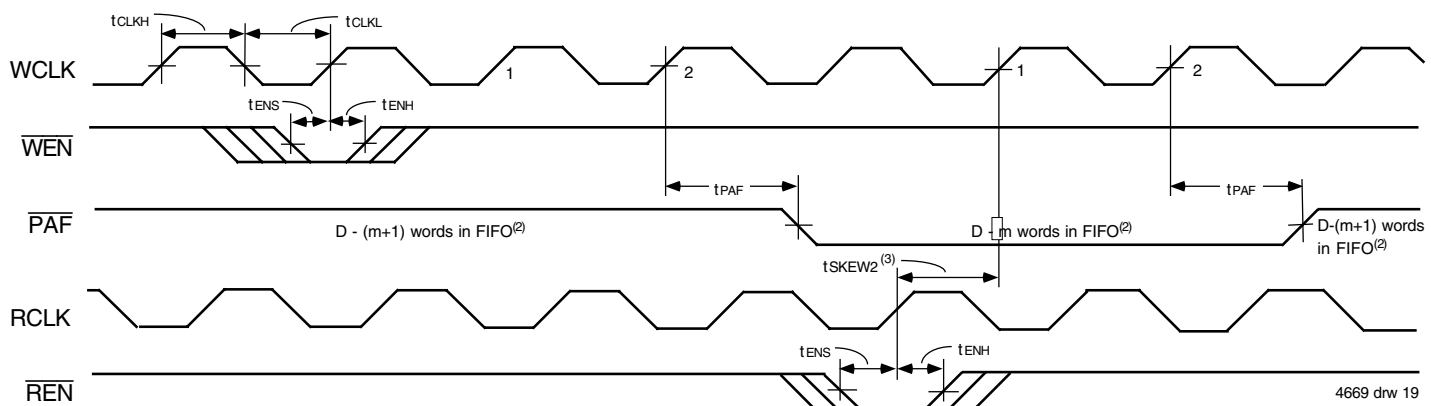 tCLKH tCLKL
WCLK 1 2 1 2
tENS tENH
WEN
tPAF tPAF
PAF
D - (m+1) words in FIFO(2) D - m words in FIFO(2) D-(m+1) words
in FIFO(2)
tSKEW2(3)
RCLK
tENS tENH
REN
4669 drw 19